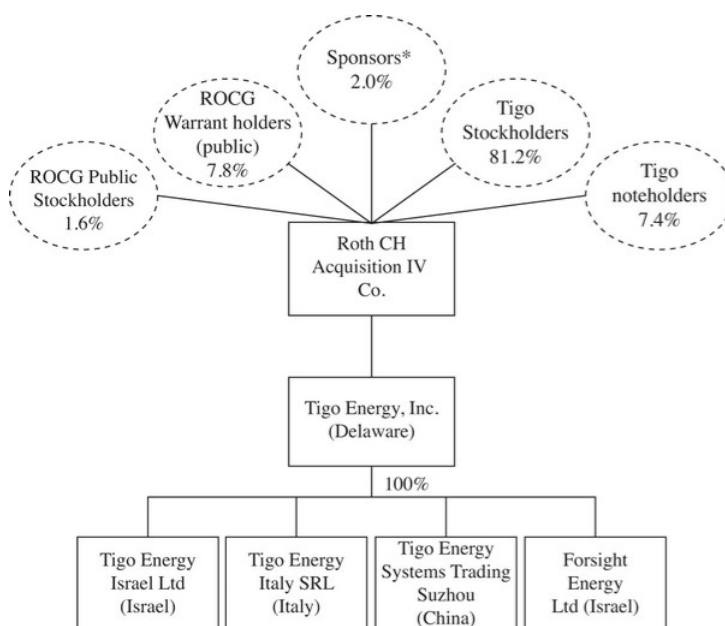 Sponsors*
2.0%
ROCG
Warrant holders
(public)
7.8%
Tigo
Stockholders
81.2%
ROCG Public
Stockholders
1.6%
Tigo
noteholders
7.4%
Roth CH
Acquisition IV
Co.
Tigo Energy, Inc.
(Delaware)
100%
Tigo Energy
Israel Ltd
(Israel)
Tigo Energy
Italy SRL
(Italy)
Tigo Energy
Systems Trading
Suzhou
(China)
Forsight
Energy
Ltd (Israel)